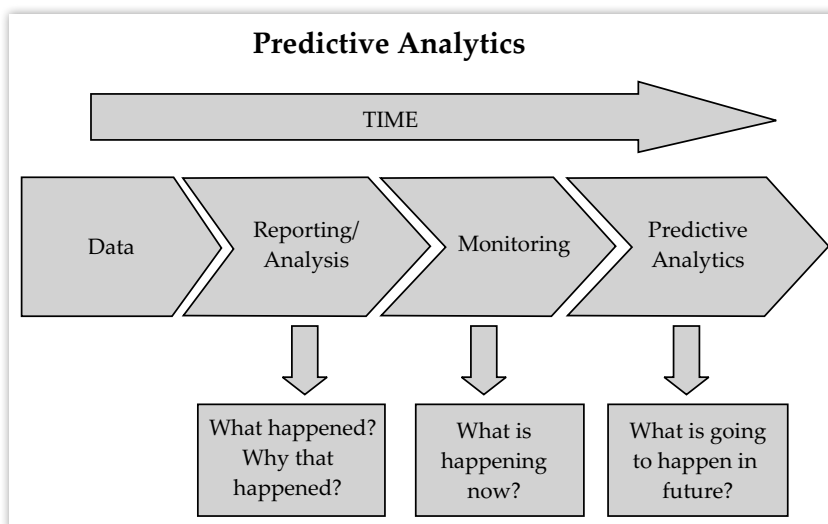 Predictive Analytics
TIME
Data
Reporting/
Analysis
Monitoring
Predictive
Analytics
What happened?
Why that
happened?
What is
happening
now?
What is going
to happen in
future?